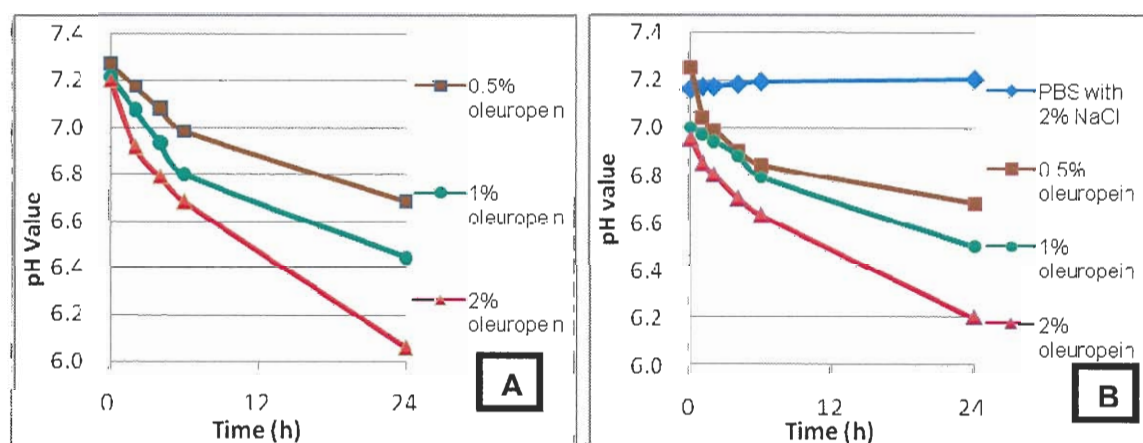 7.4
7.2
7.0
6.8
6.6
6.4
6.2
6.0
pH Value
0
12
24
Time (h)
0.5%
oleurope n
1%
oleurope n
2%
oleurope n
A
7.4
7.2
7.0
6.8
6.6
6.4
6.2
6.0
pH value
0
12
24
Time (h)
PBS with
2% NaCl
0 5%
oleuropein
1%
oleuropein
2%
oleuropein
B